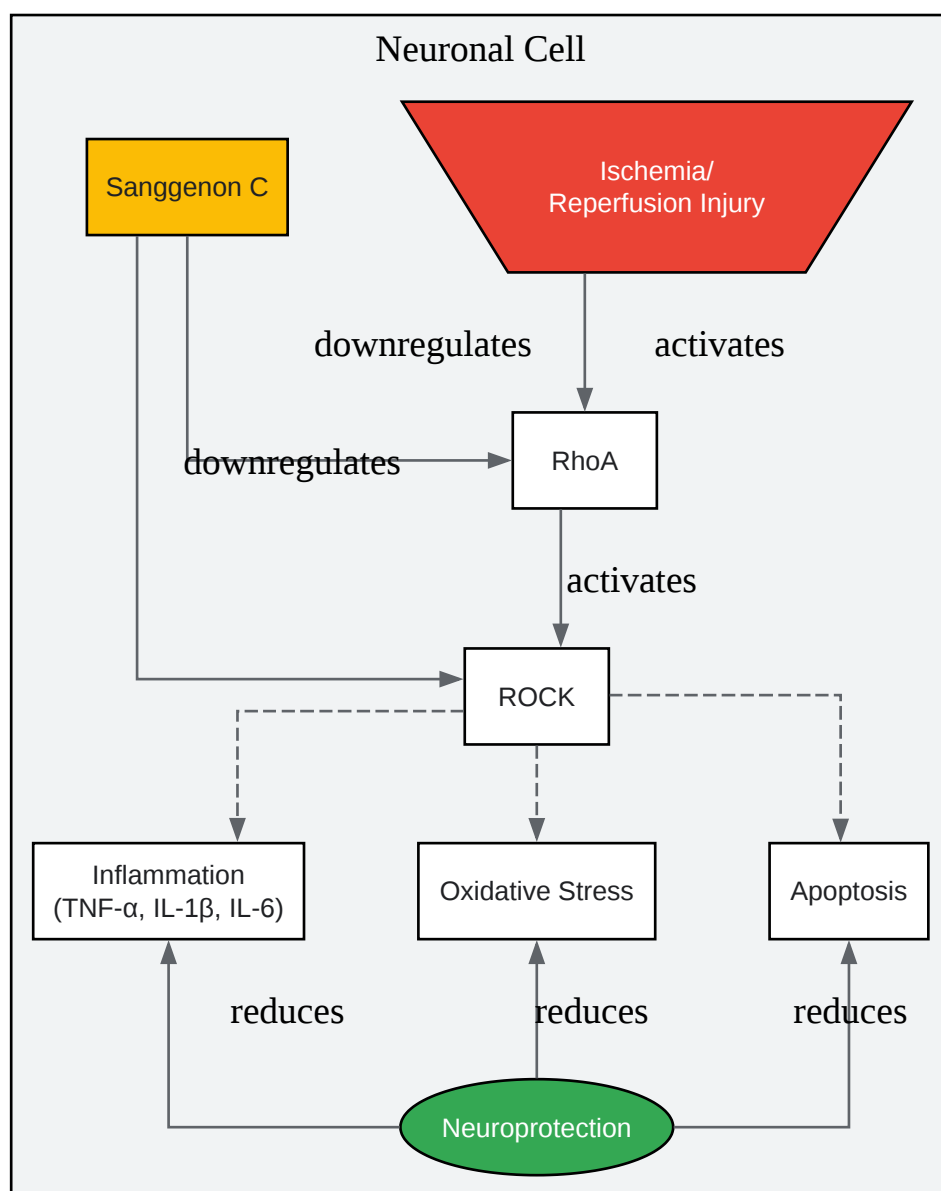 Neuronal Cell
Sanggenon C
Ischemia/
Reperfusion Injury
downregulates
activates
downregulates
RhoA
activates
ROCK
Inflammation
(TNF-α, IL-1β, IL-6)
Oxidative Stress
Apoptosis
reduces
reduces
reduces
Neuroprotection